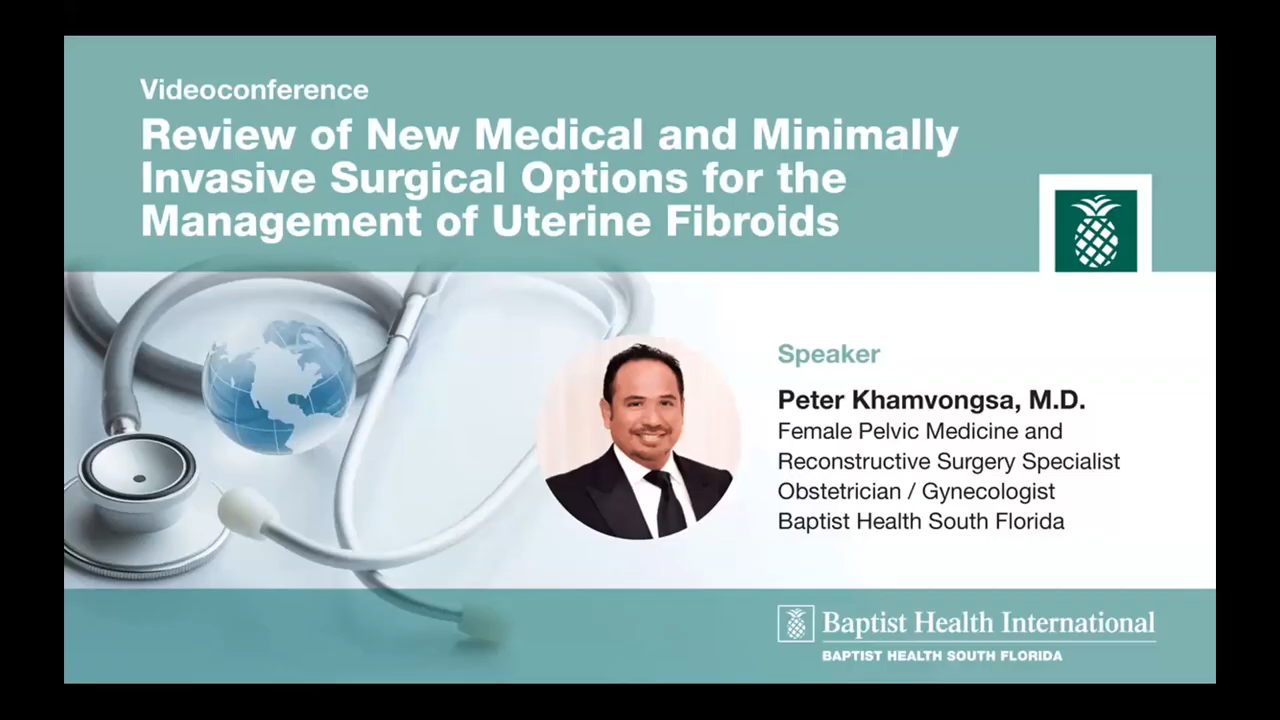 Videoconference
Review of New Medical and Minimally
Invasive Surgical Options for the
Management of Uterine Fibroids
Speaker
Peter Khamvongsa, M.D.
Female Pelvic Medicine and
Reconstructive Surgery Specialist
Obstetrician / Gynecologist
Baptist Health South Florida
Baptist Health International
BAPTIST HEALTH SOUTH FLORIDA